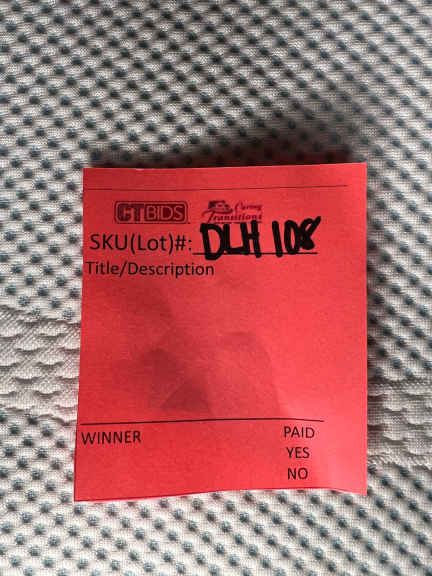 CTBIDS Caring
Transitions
SKU(Lot)#: DLH 108
Title/Description
WINNER PAID
YES
NO